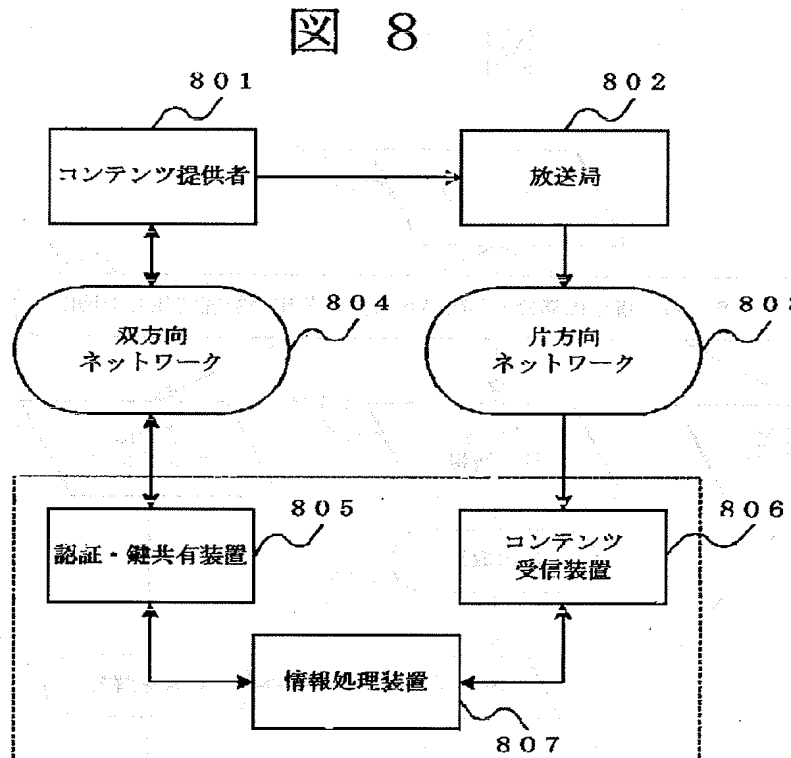 図 8
801
802
コンテンツ提供者
放送局
804
803
双方向
ネットワーク
片方向
ネットワーク
805
806
認証・鍵共有装置
コンテンツ
受信装置
情報処理装置
807